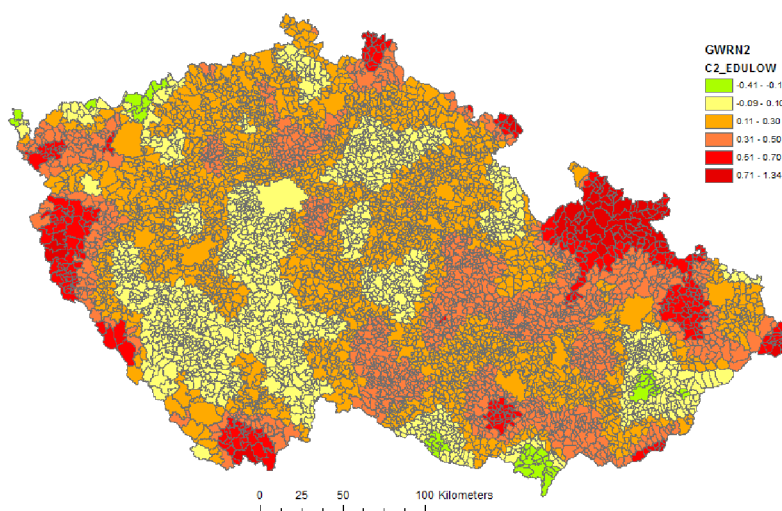 GWRN2
C2_EDULOW
-0.41 - -0.1
-0.09 - 0.10
0.11 - 0.30
0.31 - 0.50
0.51 - 0.70
0.71 - 1.34
0 25 50 100 Kilometers